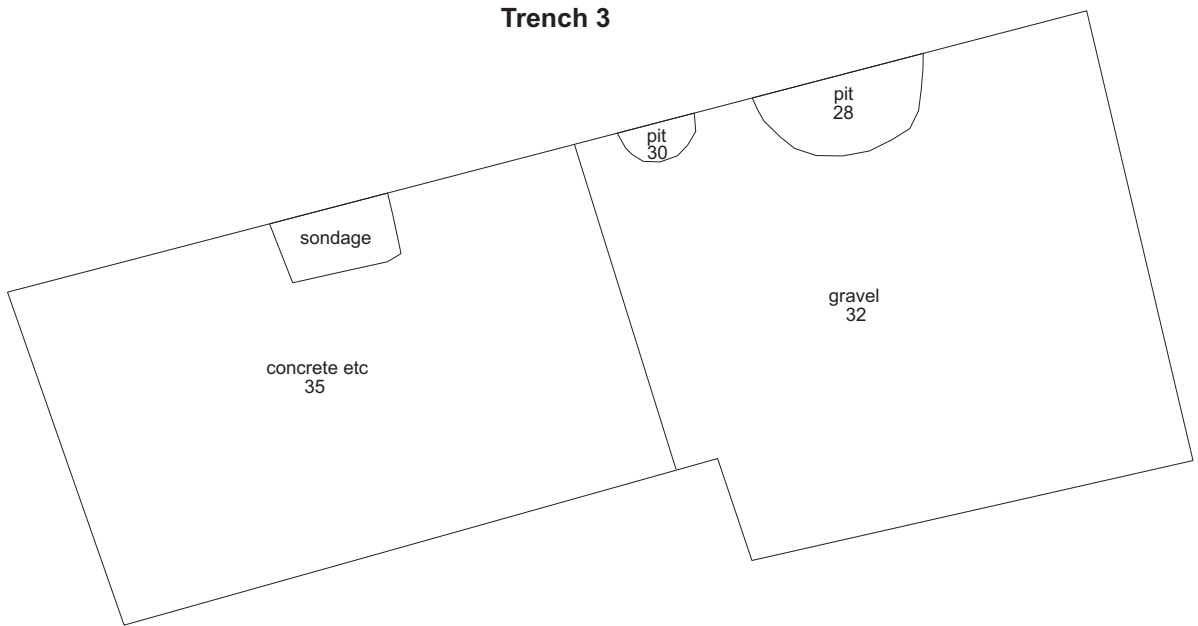 Trench 3
pit
28
pit
30
sondage
gravel
32
concrete etc
35